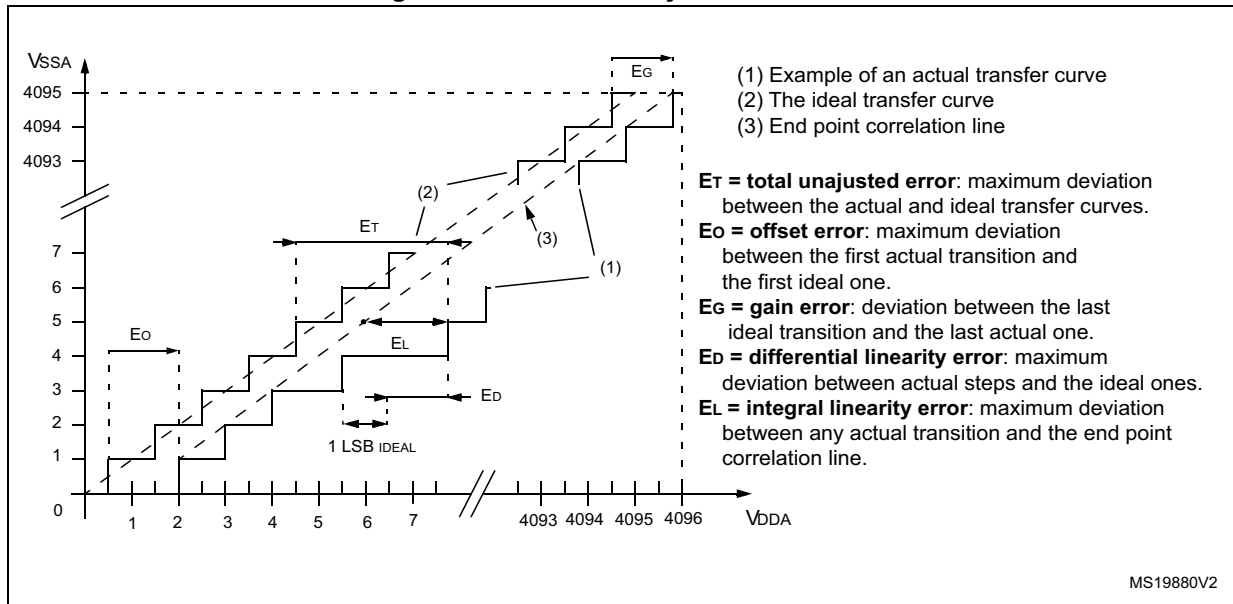 VSSA
EG
4095
4094
4093
(1) Example of an actual transfer curve
(2) The ideal transfer curve
(3) End point correlation line
ET = total unajusted error: maximum deviation
between the actual and ideal transfer curves.
EO = offset error: maximum deviation
between the first actual transition and
the first ideal one.
EG = gain error: deviation between the last
ideal transition and the last actual one.
ED = differential linearity error: maximum
deviation between actual steps and the ideal ones.
EL = integral linearity error: maximum deviation
between any actual transition and the end point
correlation line.
(2)
ET
(3)
(1)
7
6
5
4
3
2
1
0
EO
EL
ED
1 LSB IDEAL
1 2 3 4 5 6 7 4093 4094 4095 4096
VDDA
MS19880V2